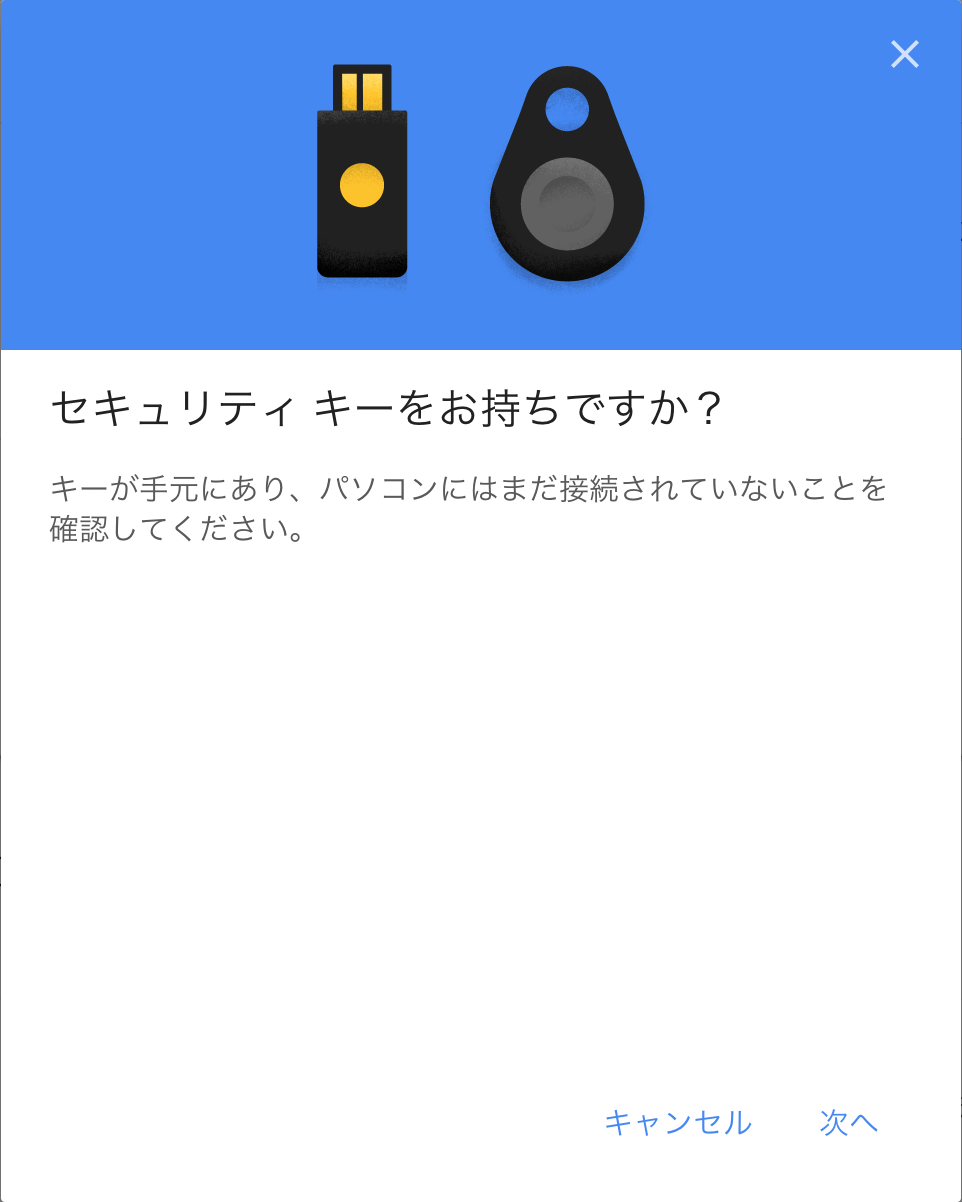 セキュリティ キーをお持ちですか？
キーが手元にあり、パソコンにはまだ接続されていないことを
確認してください。
キャンセル 次へ